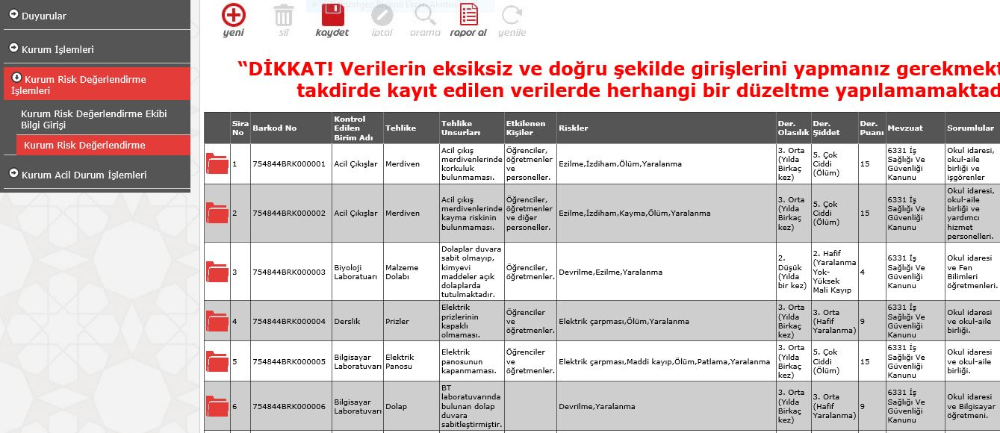 Duyurular
Kurum İşlemleri
Kurum Risk Değerlendirme
İşlemleri
Kurum Risk Değerlendirme Ekibi
Bilgi Girişi
Kurum Risk Değerlendirme
Kurum Acil Durum İşlemleri
yeni sil kaydet iptal arama rapor al yenile
“DİKKAT! Verilerin eksiksiz ve doğru şekilde girişlerini yapmanız gerekmekt
takdirde kayıt edilen verilerde herhangi bir düzeltme yapılamamaktad
Sıra No Barkod No Kontrol Edilen Birim Adı Tehlike Tehlike Unsurları Etkilenen Kişiler Riskler Der. Olasılık Der. Şiddet Der. Puanı Mevzuat Sorumlular
1 754844BRK000001 Acil Çıkışlar Merdiven Acil çıkış merdivenlerinde korkuluk bulunmaması. Öğrenciler, öğretmenler ve personeller. Ezilme,İzdiham,Ölüm,Yaralanma 3. Orta (Yılda Birkaç kez) 5. Çok Ciddi (Ölüm) 15 6331 İş Sağlığı Ve Güvenliği Kanunu Okul idaresi, okul-aile birliği ve işgörenler
2 754844BRK000002 Acil Çıkışlar Merdiven Acil çıkış merdivenlerinde kayma riskinin bulunmaması. Öğrenciler, öğretmenler ve diğer personeller. Ezilme,İzdiham,Kayma,Ölüm,Yaralanma 3. Orta (Yılda Birkaç kez) 5. Çok Ciddi (Ölüm) 15 6331 İş Sağlığı Ve Güvenliği Kanunu Okul idaresi, okul-aile birliği ve yardımcı hizmet personelleri.
3 754844BRK000003 Biyoloji Laboratuarı Malzeme Dolabı Dolaplar duvara sabit olmayıp, kimyevi maddeler açık dolaplarda tutulmaktadır. Öğrenciler, öğretmenler. Devrilme,Ezilme,Yaralanma 2. Düşük (Yılda bir kez) 2. Hafif (Yaralanma Yok-Yüksek Mali Kayıp 4 6331 İş Sağlığı Ve Güvenliği Kanunu Okul idaresi ve Fen Bilimleri öğretmenleri.
4 754844BRK000004 Derslik Prizler Elektrik prizlerinin kapaklı olmaması. Öğrenciler ve öğretmenler. Elektrik çarpması,Ölüm,Yaralanma 3. Orta (Yılda Birkaç kez) 3. Orta (Hafif Yaralanma) 9 6331 İş Sağlığı Ve Güvenliği Kanunu Okul idaresi ve okul-aile birliği.
5 754844BRK000005 Bilgisayar Laboratuvarı Elektrik Panosu Elektrik panosunun kapanmaması. Öğrenciler ve öğretmenler. Elektrik çarpması,Maddi kayıp,Ölüm,Patlama,Yaralanma 3. Orta (Yılda Birkaç kez) 5. Çok Ciddi (Ölüm) 15 6331 İş Sağlığı Ve Güvenliği Kanunu Okul idaresi ve okul-aile birliği.
6 754844BRK000006 Bilgisayar Laboratuvarı Dolap BT laboratuvarında bulunan dolap duvara sabitleştirmiştir. Devrilme,Yaralanma 3. Orta (Yılda Birkaç kez) 3. Orta (Hafif Yaralanma) 9 6331 İş Sağlığı Ve Güvenliği Kanunu Okul idaresi ve Bilgisayar öğretmeni.